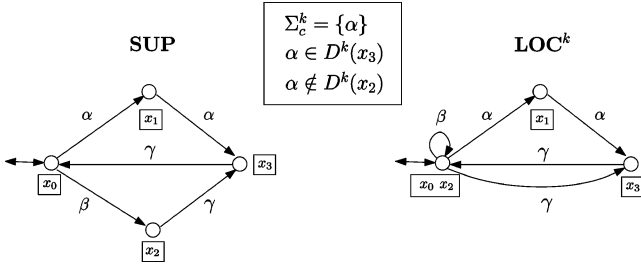 SUP
Σ_c^k = {α}
α ∈ D^k(x_3)
α ∉ D^k(x_2)
LOC^k
α
x_1
α
γ
x_0
x_3
β
γ
x_2
β
α
x_1
α
γ
x_0 x_2
x_3
γ